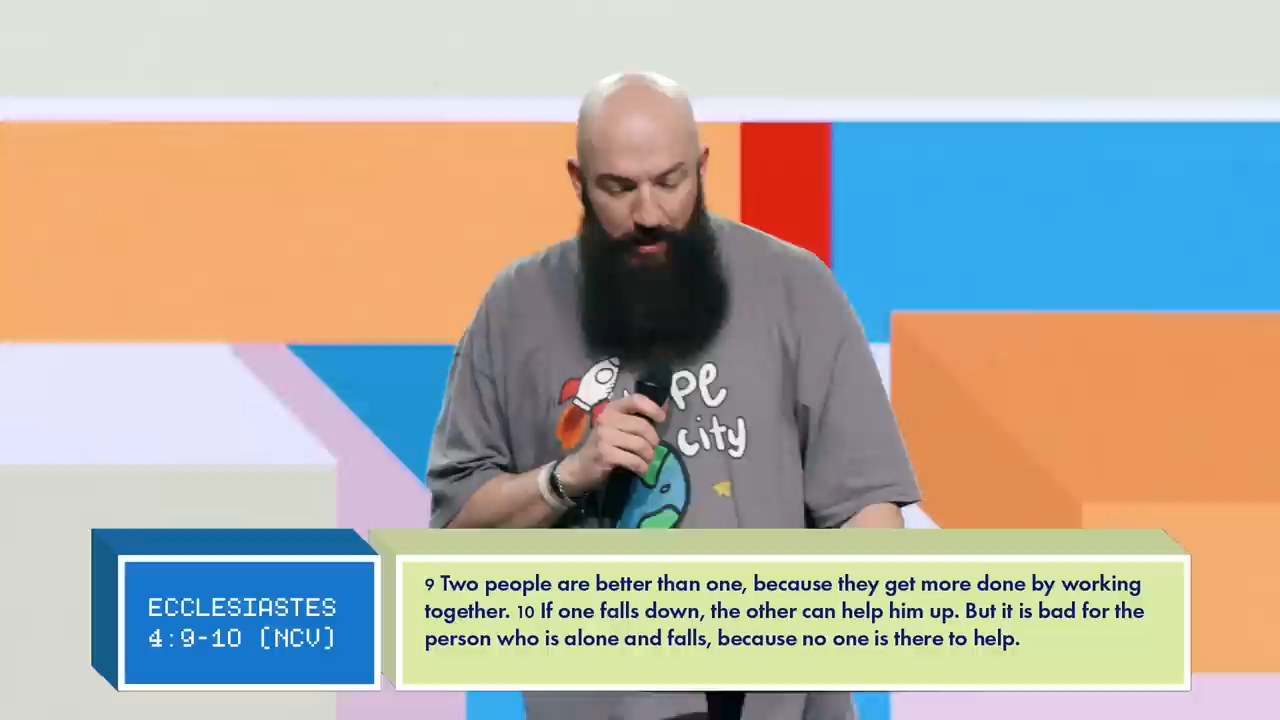 pe
city
ECCLESIASTES
4:9-10 (NCV)
9 Two people are better than one, because they get more done by working
together. 10 If one falls down, the other can help him up. But it is bad for the
person who is alone and falls, because no one is there to help.